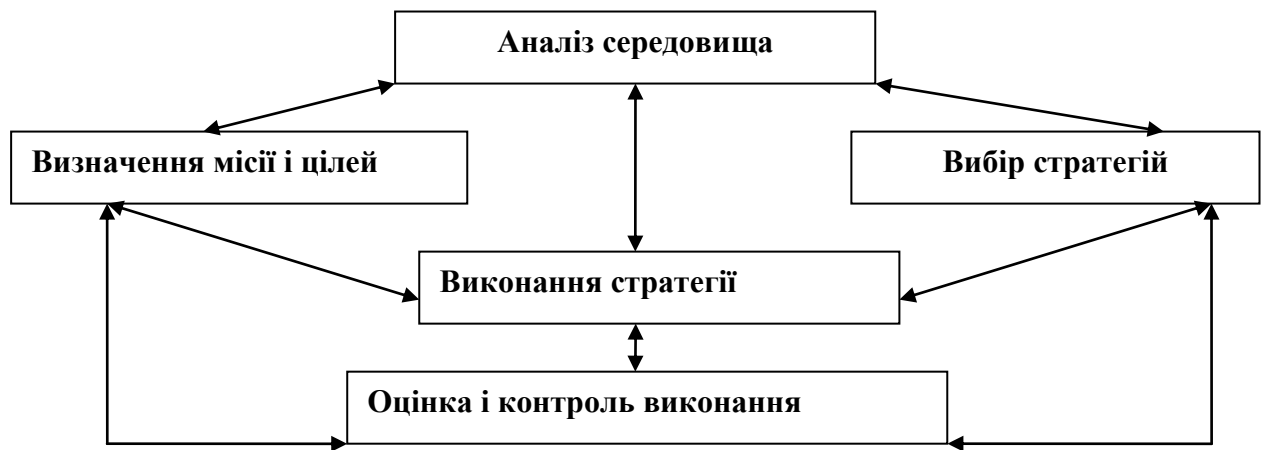 Аналіз середовища
Визначення місії і цілей
Вибір стратегій
Виконання стратегії
Оцінка і контроль виконання